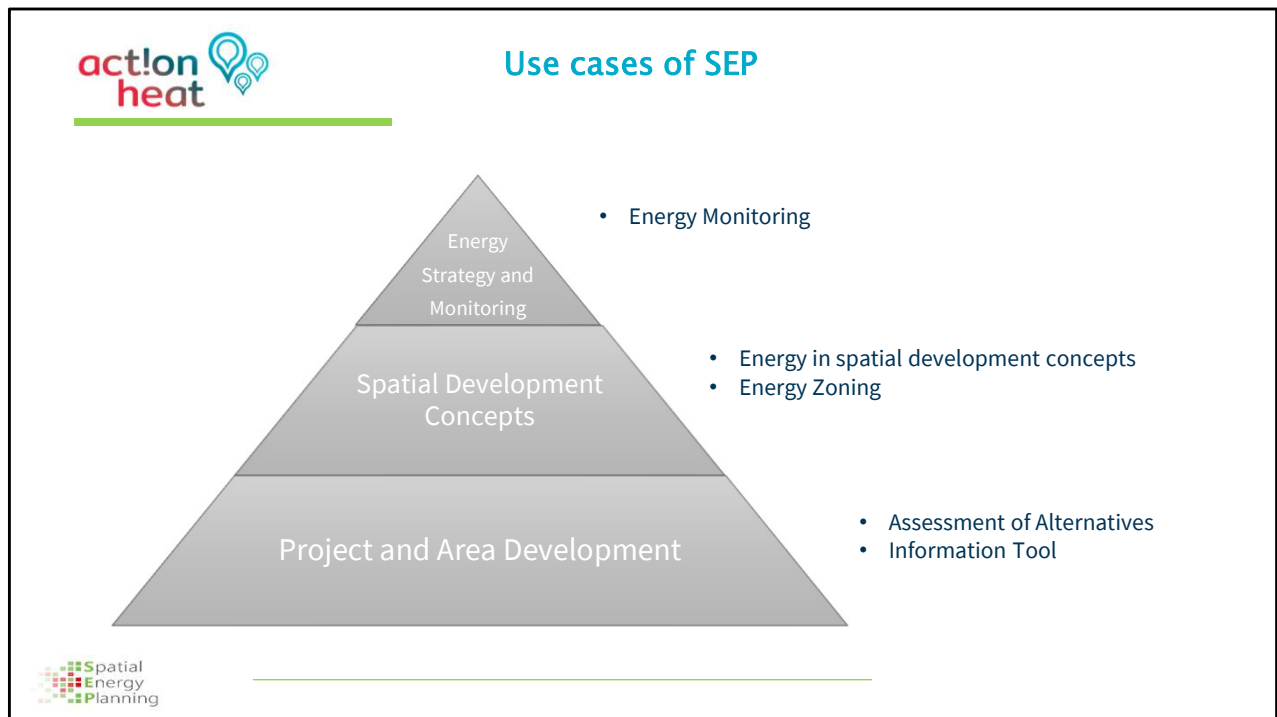 act!on
heat
Use cases of SEP
Energy
Strategy and
Monitoring
• Energy Monitoring
Spatial Development
Concepts
• Energy in spatial development concepts
• Energy Zoning
Project and Area Development
• Assessment of Alternatives
• Information Tool
Spatial
Energy
Planning